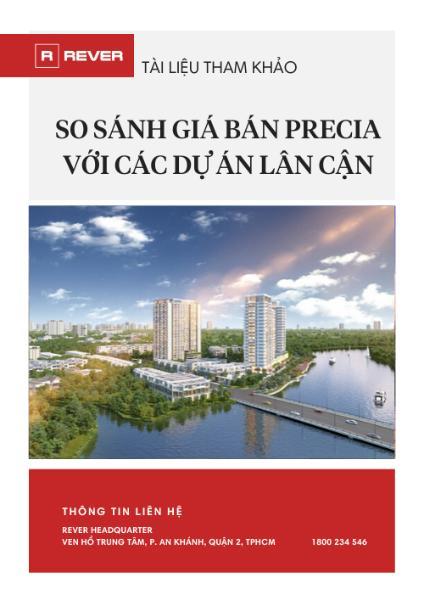 R REVER
TÀI LIỆU THAM KHẢO
SO SÁNH GIÁ BÁN PRECIA
VỚI CÁC DỰ ÁN LÂN CẬN
THÔNG TIN LIÊN HỆ
REVER HEADQUARTER
VEN HỒ TRUNG TÂM, P. AN KHÁNH, QUẬN 2, TPHCM 1800 234 546